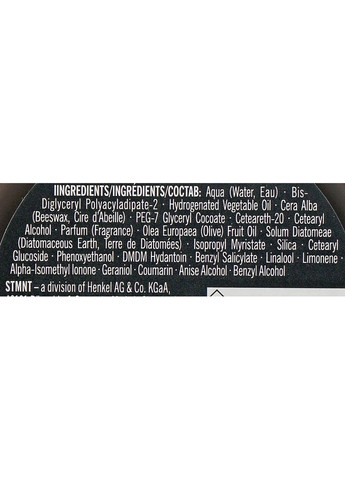 IINGREDIENTS/INGRÉDIENTS/СОСТАВ: Aqua (Water, Eau) · Bis-
Diglyceryl Polyacyladipate-2 · Hydrogenated Vegetable Oil · Cera Alba
(Beeswax, Cire d'Abeille) · PEG-7 Glyceryl Cocoate · Ceteareth-20 · Cetearyl
Alcohol · Parfum (Fragrance) · Olea Europaea (Olive) Fruit Oil · Solum Diatomeae
(Diatomaceous Earth, Terre de Diatomées) · Isopropyl Myristate · Silica · Cetearyl
Glucoside · Phenoxyethanol · DMDM Hydantoin · Benzyl Salicylate · Linalool · Limonene ·
Alpha-Isomethyl Ionone · Geraniol · Coumarin · Anise Alcohol · Benzyl Alcohol
STMNT – a division of Henkel AG & Co. KGaA,